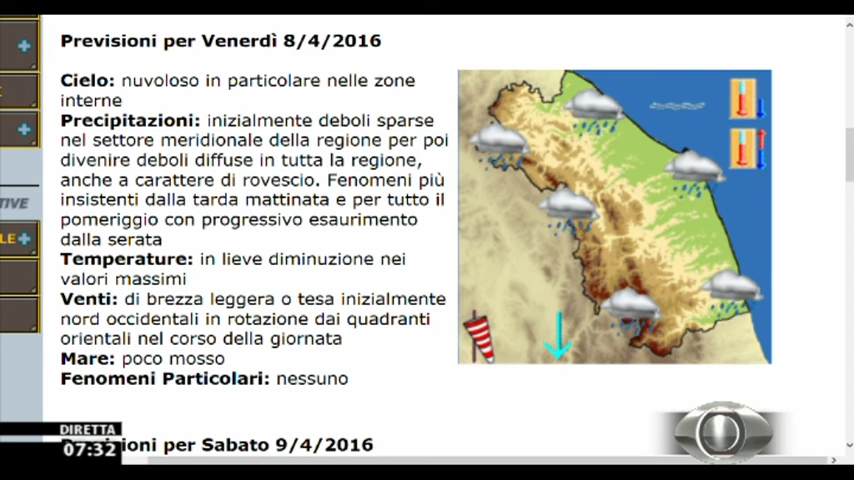 Previsioni per Venerdì 8/4/2016
Cielo: nuvoloso in particolare nelle zone
interne
Precipitazioni: inizialmente deboli sparse
nel settore meridionale della regione per poi
divenire deboli diffuse in tutta la regione,
anche a carattere di rovescio. Fenomeni più
insistenti dalla tarda mattinata e per tutto il
pomeriggio con progressivo esaurimento
dalla serata
Temperature: in lieve diminuzione nei
valori massimi
Venti: di brezza leggera o tesa inizialmente
nord occidentali in rotazione dai quadranti
orientali nel corso della giornata
Mare: poco mosso
Fenomeni Particolari: nessuno
TIVE
LE
DIRETTA
07:32
ioni per Sabato 9/4/2016